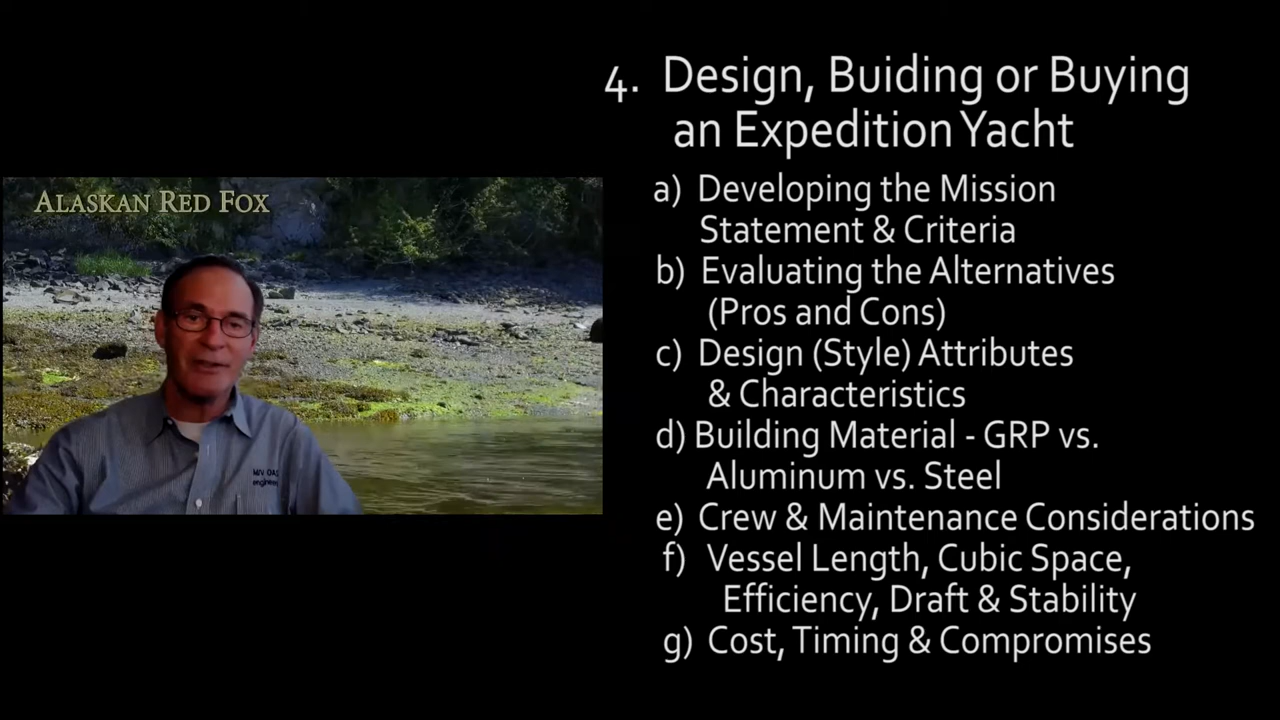 ALASKAN RED FOX
M/V OAS
engineer
4. Design, Buiding or Buying
an Expedition Yacht
a) Developing the Mission
Statement & Criteria
b) Evaluating the Alternatives
(Pros and Cons)
c) Design (Style) Attributes
& Characteristics
d) Building Material - GRP vs.
Aluminum vs. Steel
e) Crew & Maintenance Considerations
f) Vessel Length, Cubic Space,
Efficiency, Draft & Stability
g) Cost, Timing & Compromises